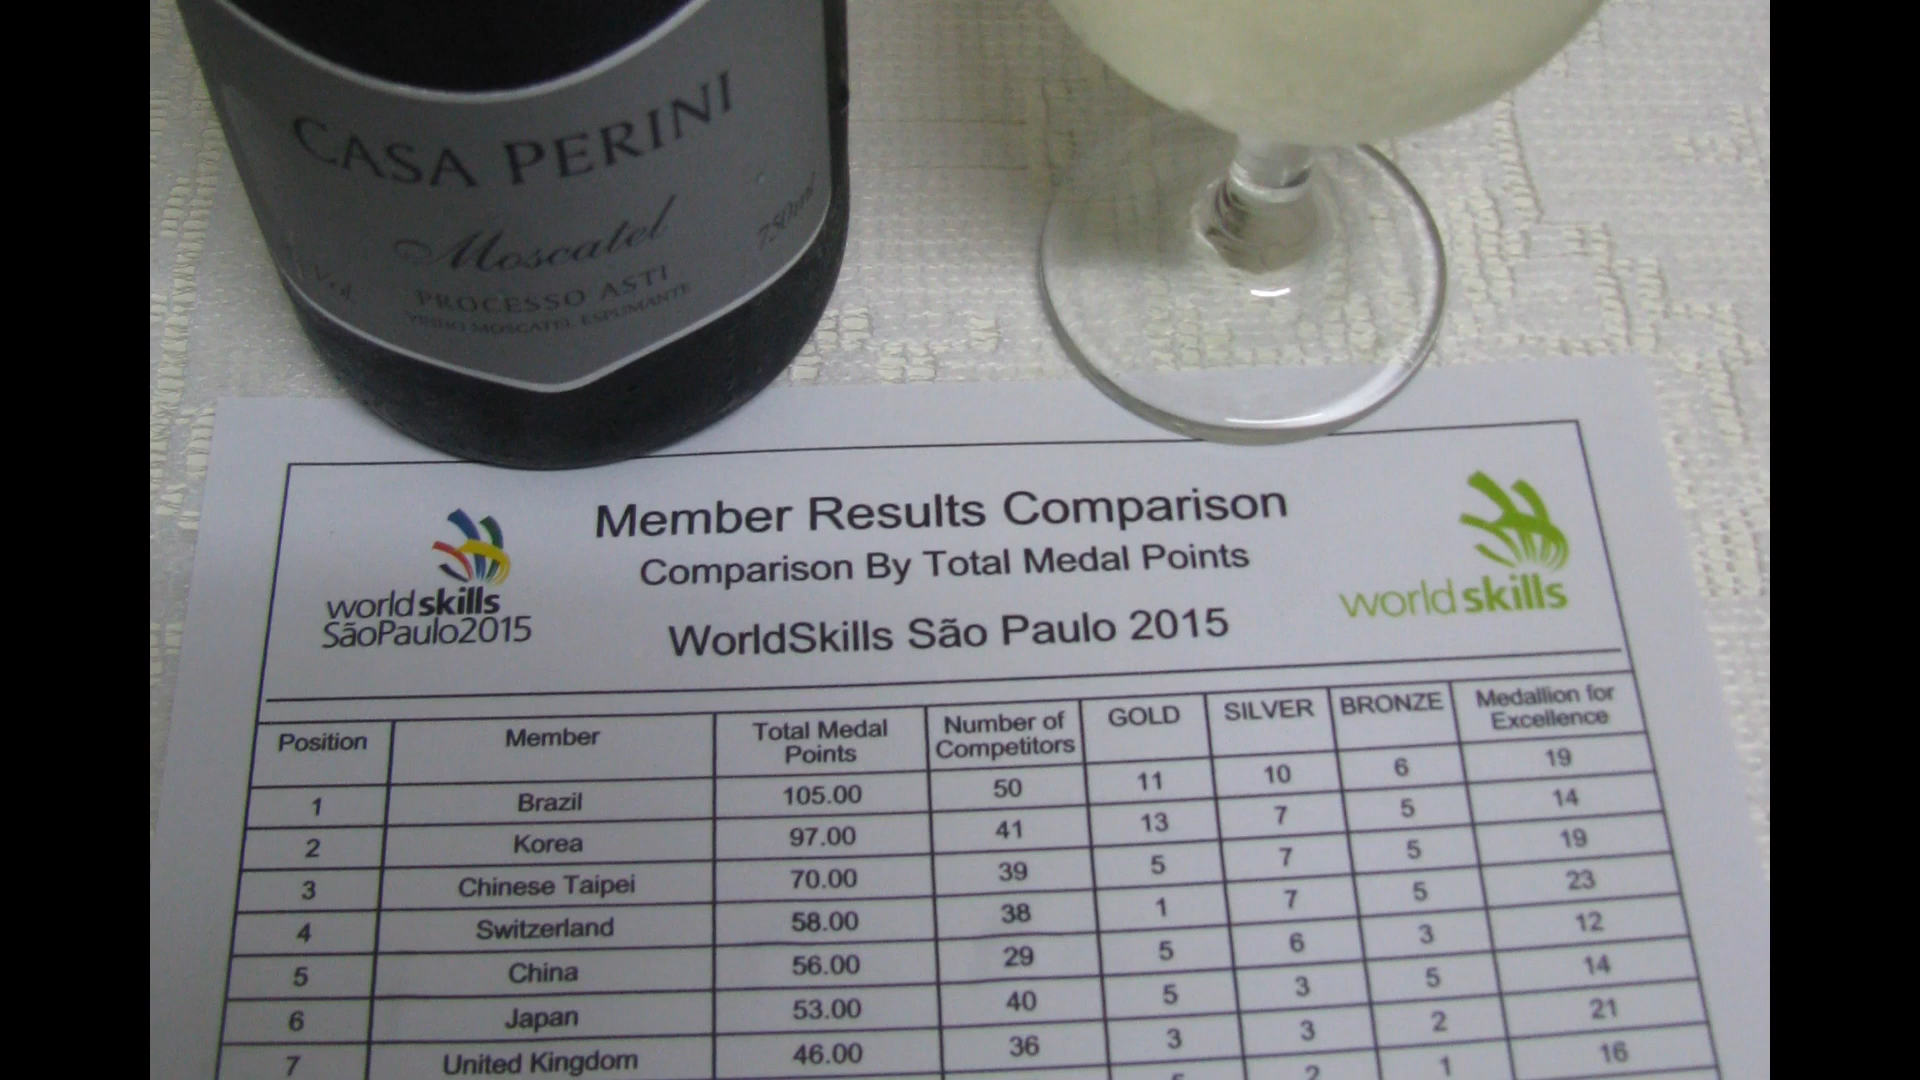 CASA PERINI
Moscatel
750ml
Vol.
PROCESSO ASTI
VINHO MOSCATEL ESPUMANTE
Member Results Comparison
Comparison By Total Medal Points
WorldSkills São Paulo 2015
worldskills
SãoPaulo2015
worldskills
Position Member Total Medal Points Number of Competitors GOLD SILVER BRONZE Medallion for Excellence
1 Brazil 105.00 50 11 10 6 19
2 Korea 97.00 41 13 7 5 14
3 Chinese Taipei 70.00 39 5 7 5 19
4 Switzerland 58.00 38 1 7 5 23
5 China 56.00 29 5 6 3 12
6 Japan 53.00 40 5 3 5 14
7 United Kingdom 46.00 36 3 3 2 21
2 1 16